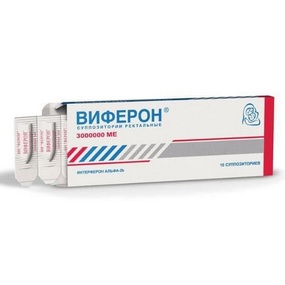 ВИФЕРОН®
СУППОЗИТОРИИ РЕКТАЛЬНЫЕ
3000000 МЕ
ИНТЕРФЕРОН АЛЬФА-2b
10 СУППОЗИТОРИЕВ